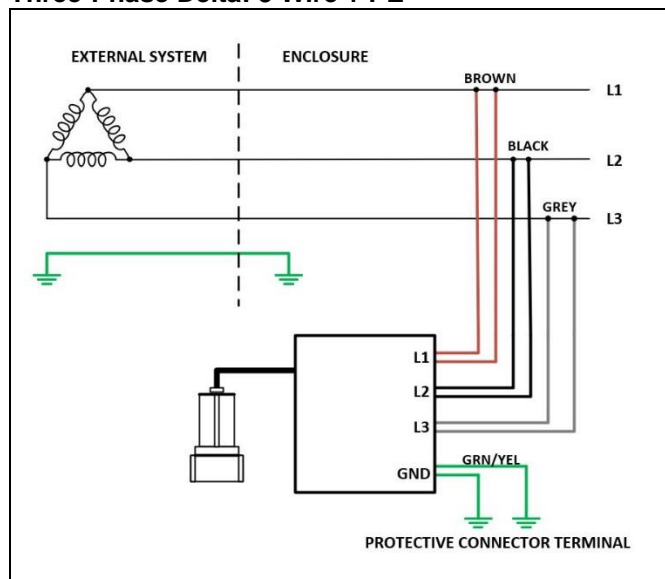 EXTERNAL SYSTEM
ENCLOSURE
BROWN
L1
BLACK
L2
GREY
L3
L1
L2
L3
GRN/YEL
GND
PROTECTIVE CONNECTOR TERMINAL